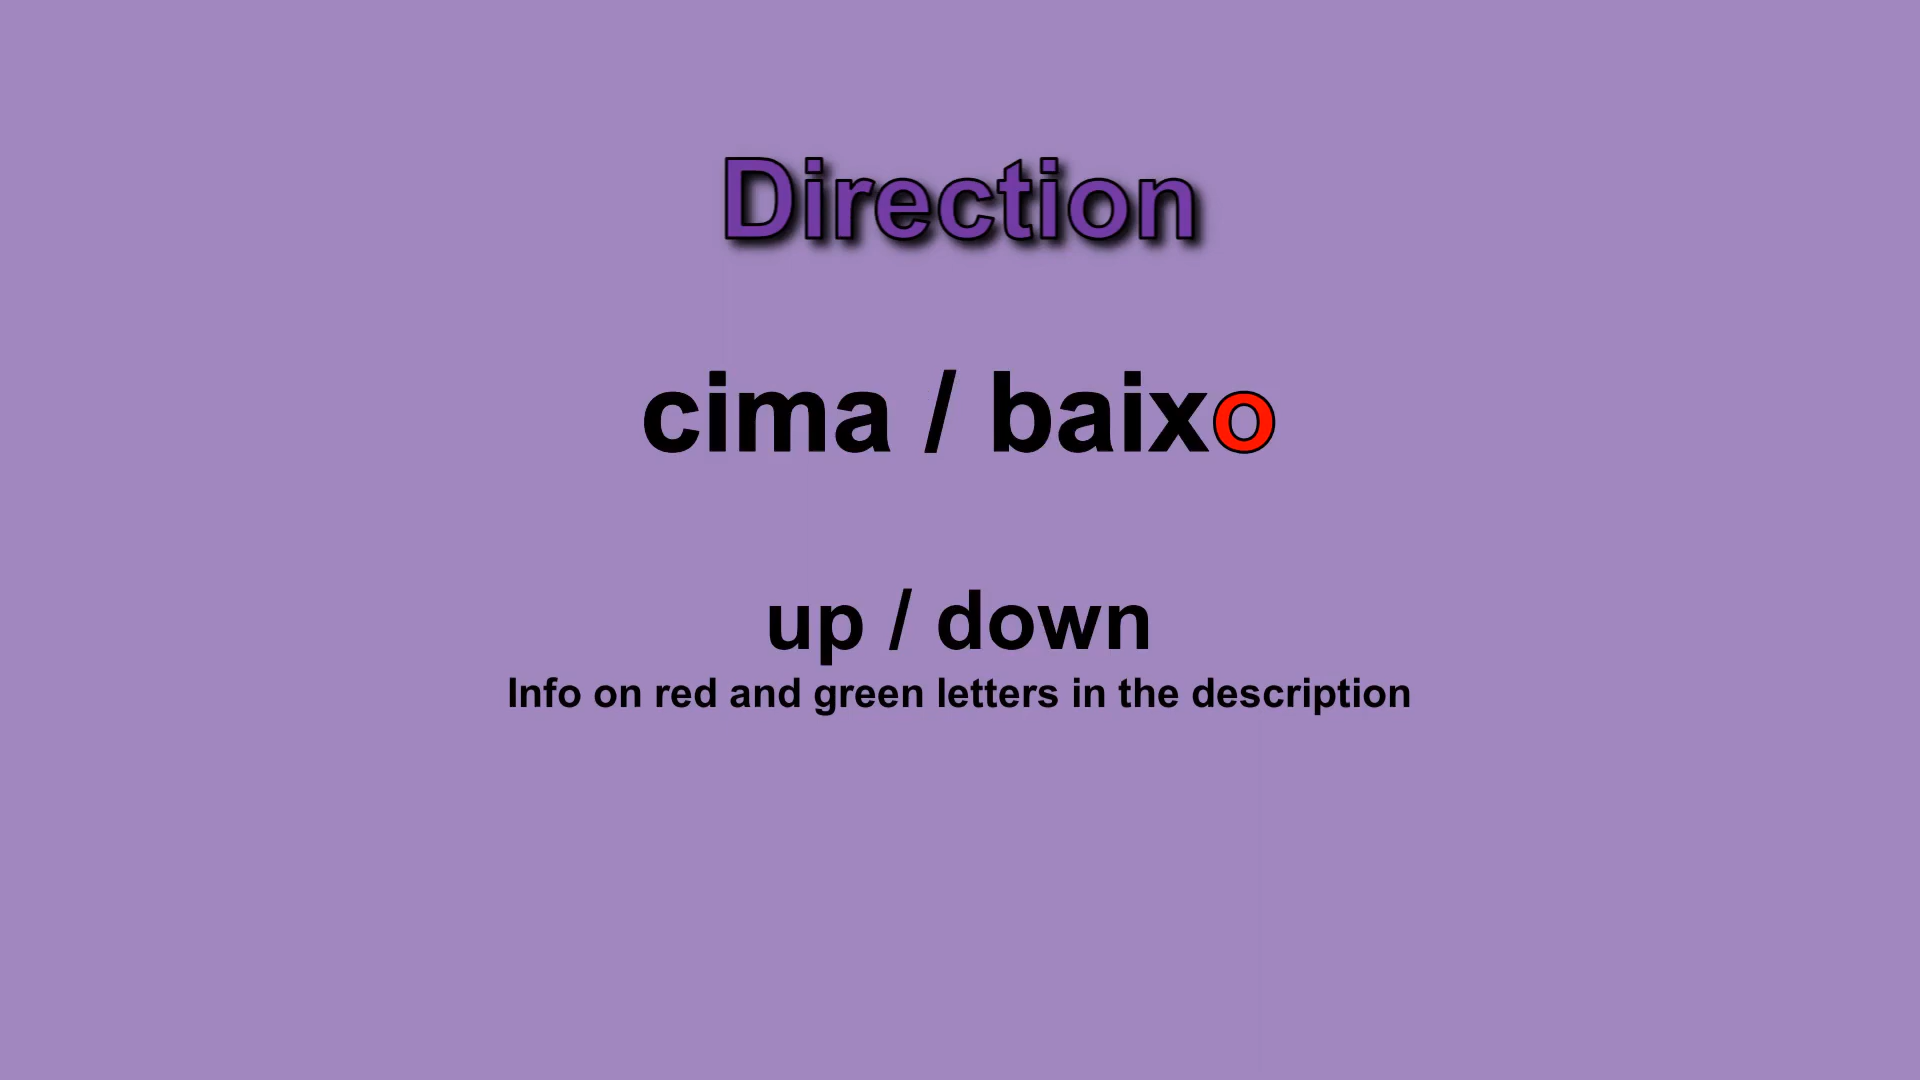 Direction
cima / baixo
up / down
Info on red and green letters in the description